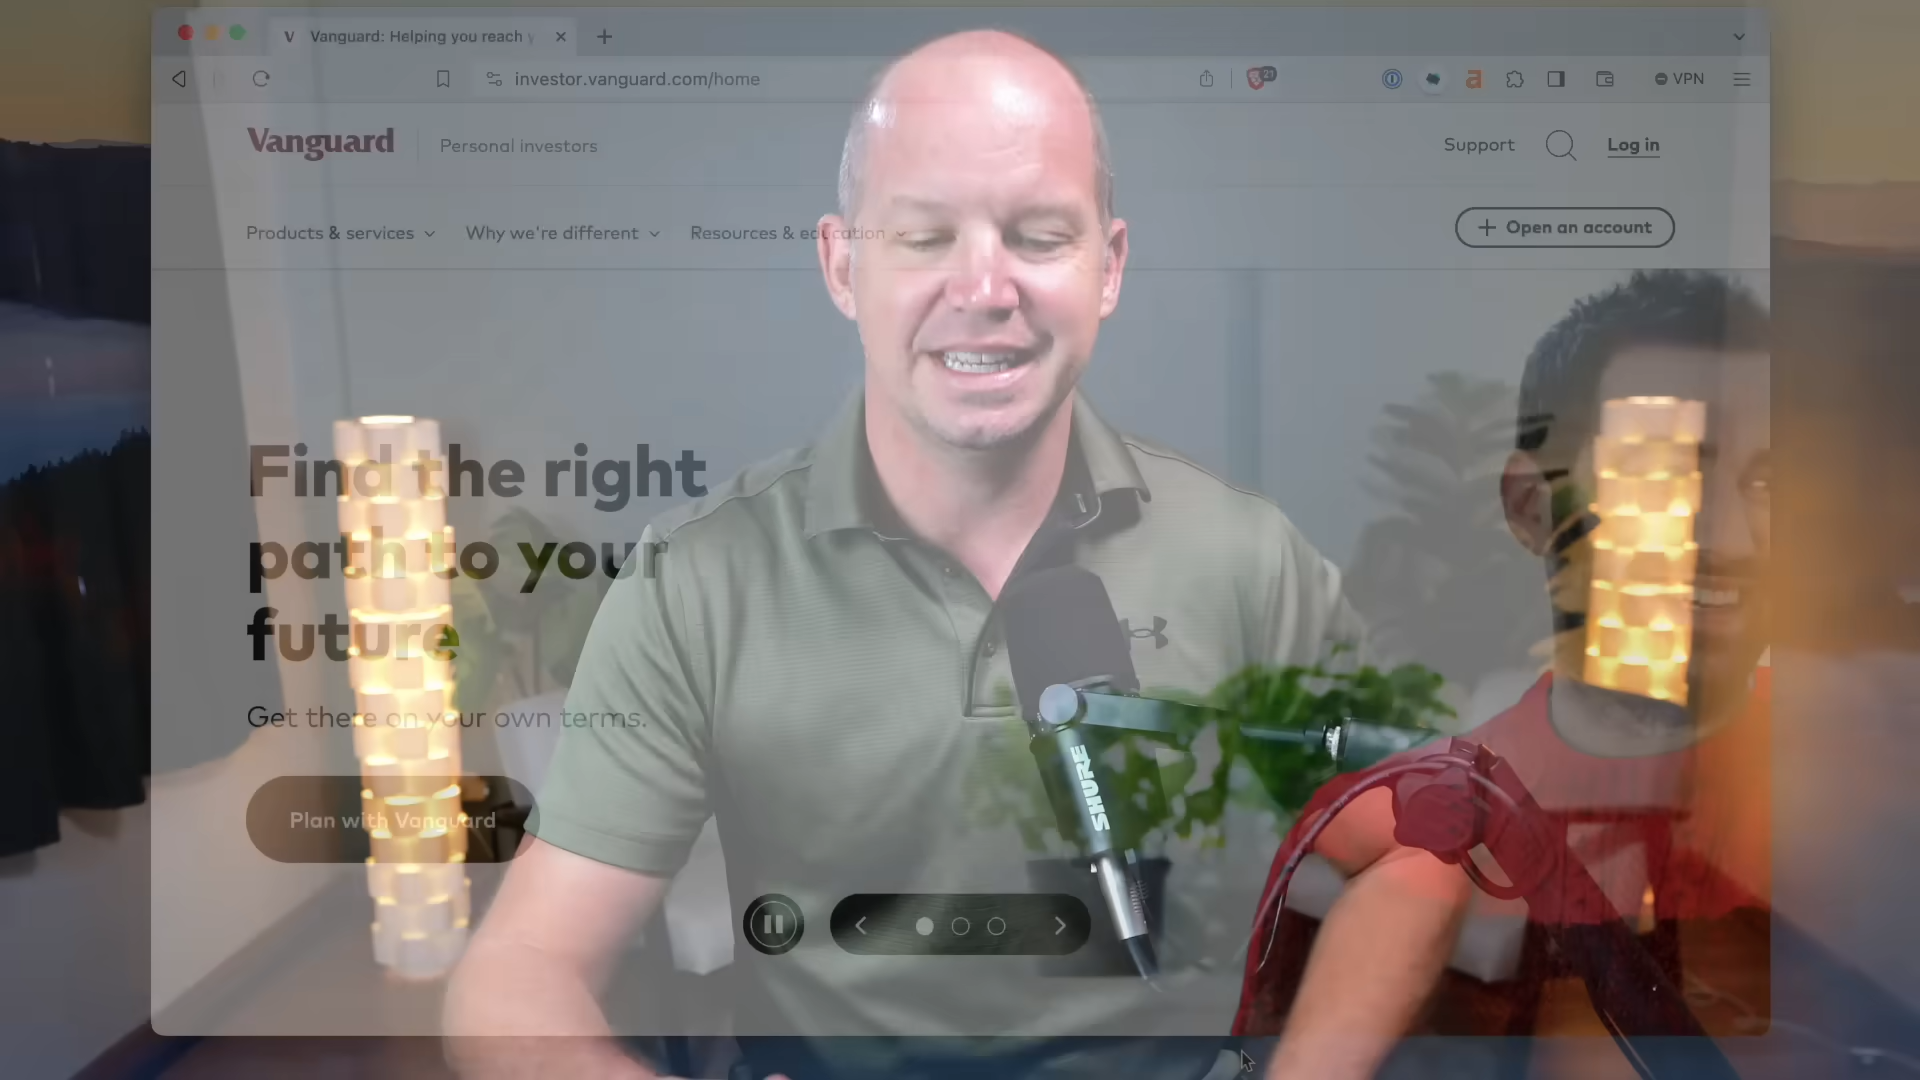 V Vanguard: Helping you reach y
investor.vanguard.com/home
21
VPN
Vanguard
Personal investors
Support
Log in
Products & services
Why we're different
Resources & education
+ Open an account
Find the right
path to your
future
Get there on your own terms.
Plan with Vanguard
SHURE